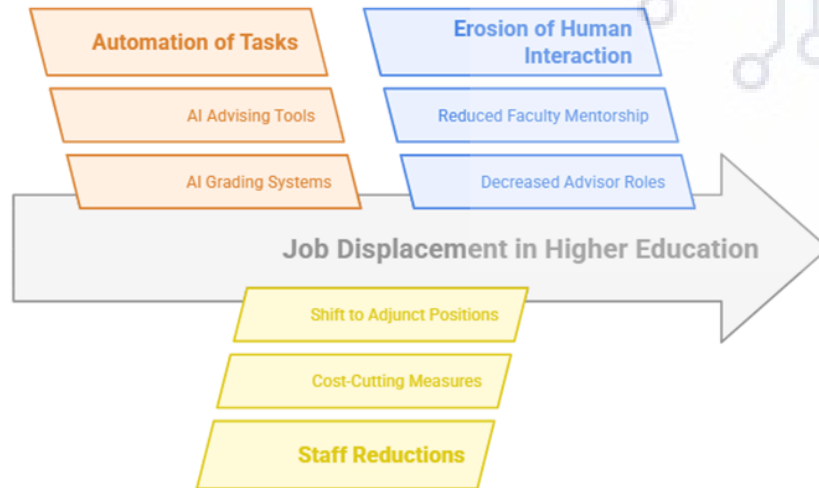 Automation of Tasks
AI Advising Tools
AI Grading Systems
Erosion of Human
Interaction
Reduced Faculty Mentorship
Decreased Advisor Roles
Job Displacement in Higher Education
Shift to Adjunct Positions
Cost-Cutting Measures
Staff Reductions